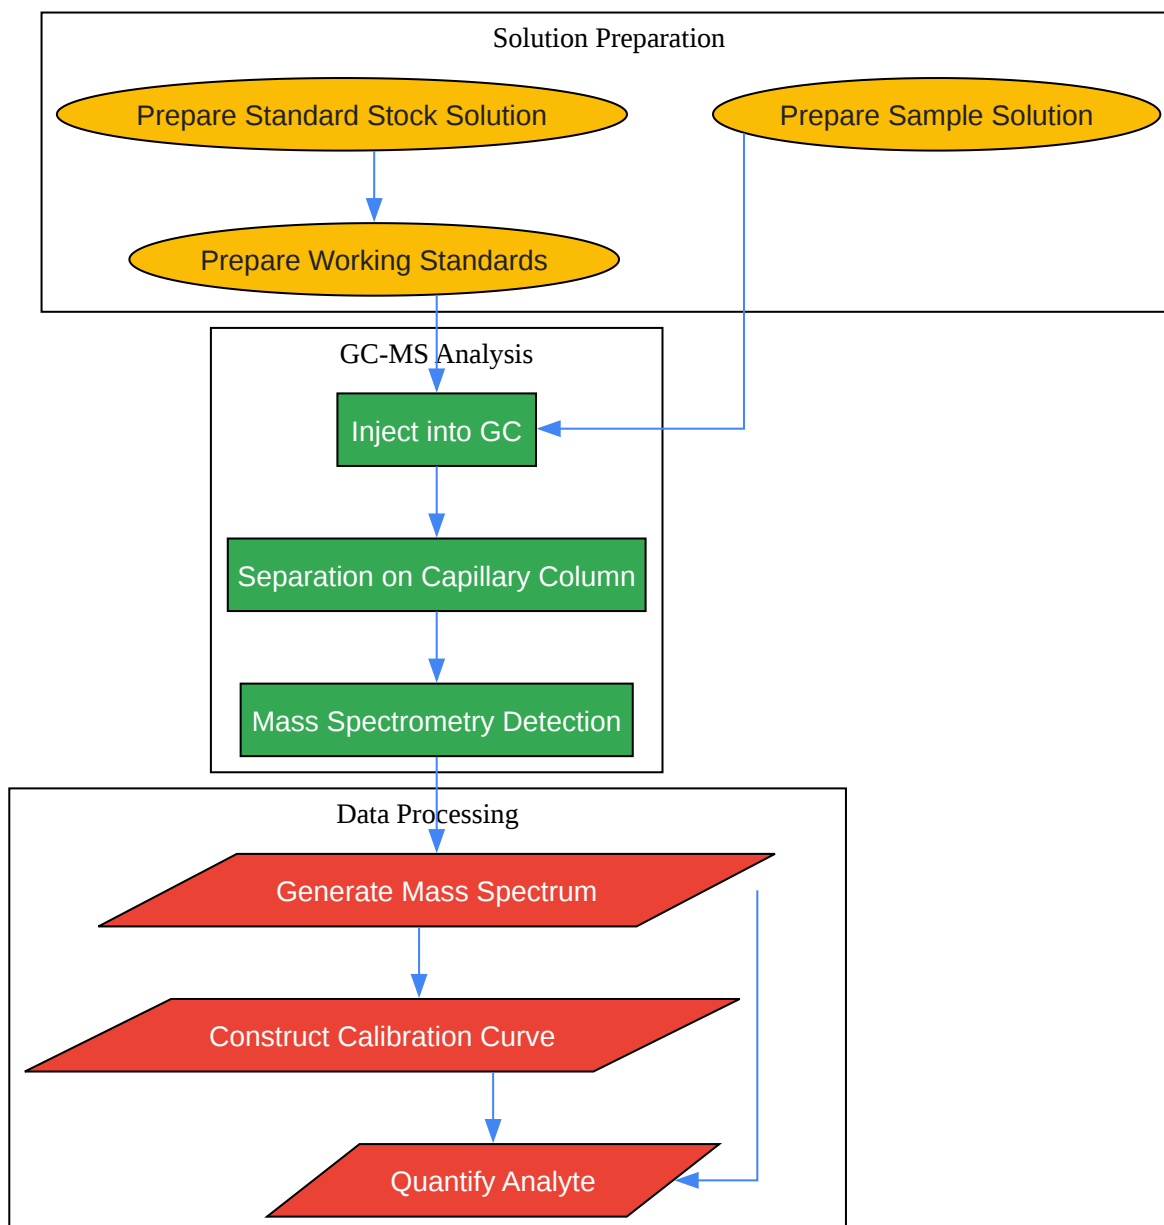 Solution Preparation
Prepare Standard Stock Solution
Prepare Sample Solution
Prepare Working Standards
GC-MS Analysis
Inject into GC
Separation on Capillary Column
Mass Spectrometry Detection
Data Processing
Generate Mass Spectrum
Construct Calibration Curve
Quantify Analyte